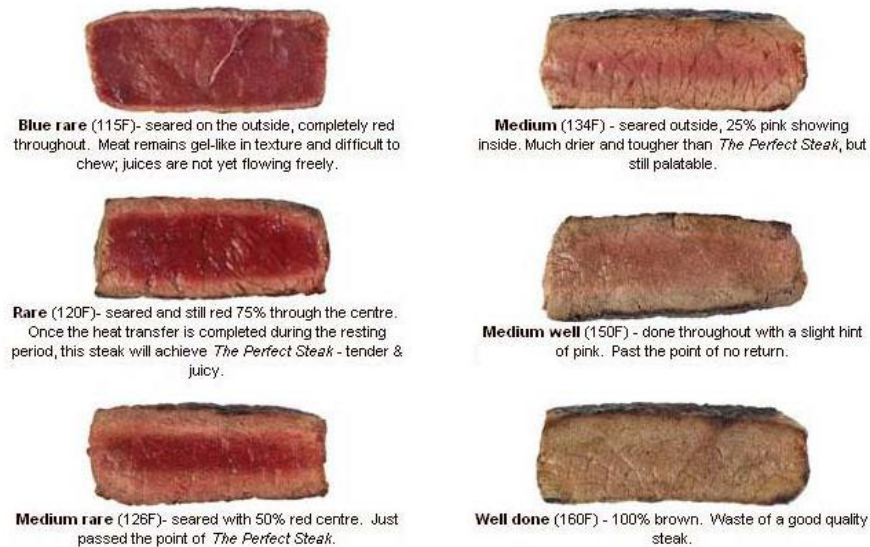 Blue rare (115F)- seared on the outside, completely red
throughout. Meat remains gel-like in texture and difficult to
chew; juices are not yet flowing freely.
Rare (120F)- seared and still red 75% through the centre.
Once the heat transfer is completed during the resting
period, this steak will achieve The Perfect Steak - tender &
juicy.
Medium rare (126F)- seared with 50% red centre. Just
passed the point of The Perfect Steak.
Medium (134F) - seared outside, 25% pink showing
inside. Much drier and tougher than The Perfect Steak, but
still palatable.
Medium well (150F) - done throughout with a slight hint
of pink. Past the point of no return.
Well done (160F) - 100% brown. Waste of a good quality
steak.